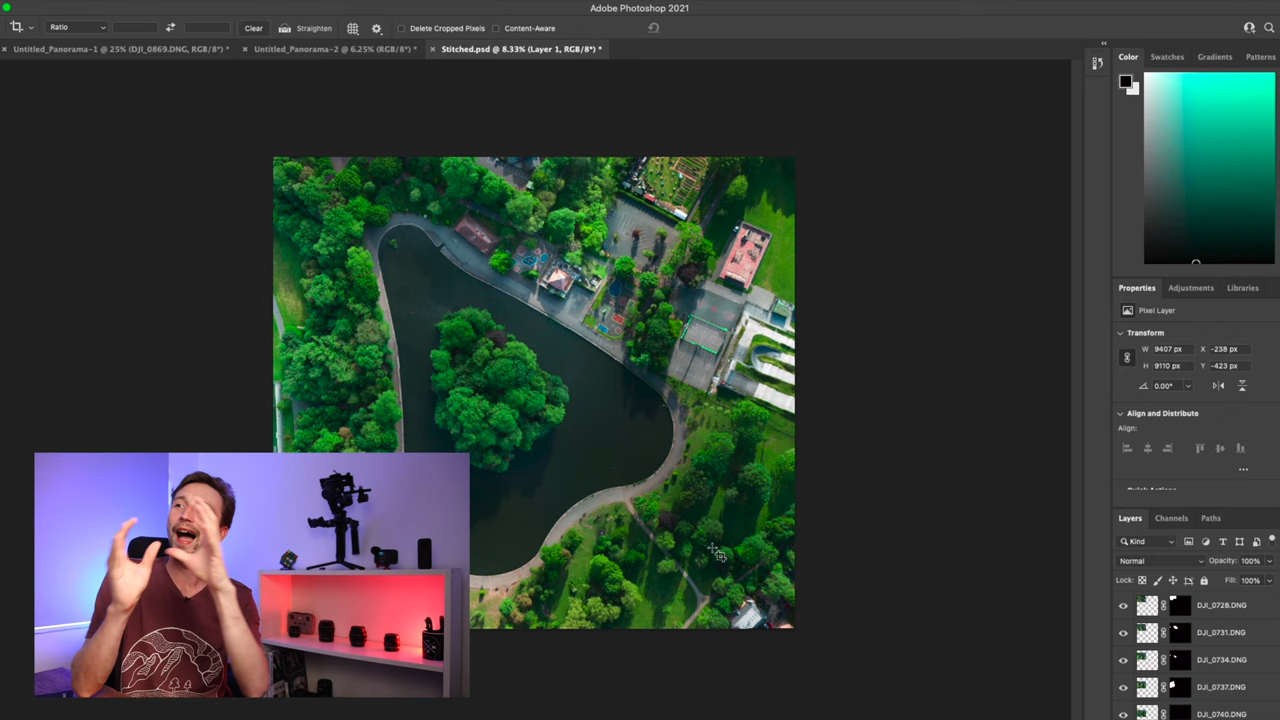 Adobe Photoshop 2021
Ratio Clear Straighten Delete Cropped Pixels Content-Aware
Untitled_Panorama-1 @ 25% (DJI_0869.DNG, RGB/8*) *
Untitled_Panorama-2 @ 6.25% (RGB/8*) *
Stitched.psd @ 8.33% (Layer 1, RGB/8*) *
Color Swatches Gradients Patterns
Properties Adjustments Libraries
Pixel Layer
Transform
W 9407 px X -238 px
H 9110 px Y -423 px
0.00°
Align and Distribute
Align:
Layers Channels Paths
Kind
Normal Opacity: 100%
Lock: Fill: 100%
DJI_0728.DNG
DJI_0731.DNG
DJI_0734.DNG
DJI_0737.DNG
DJI_0740.DNG